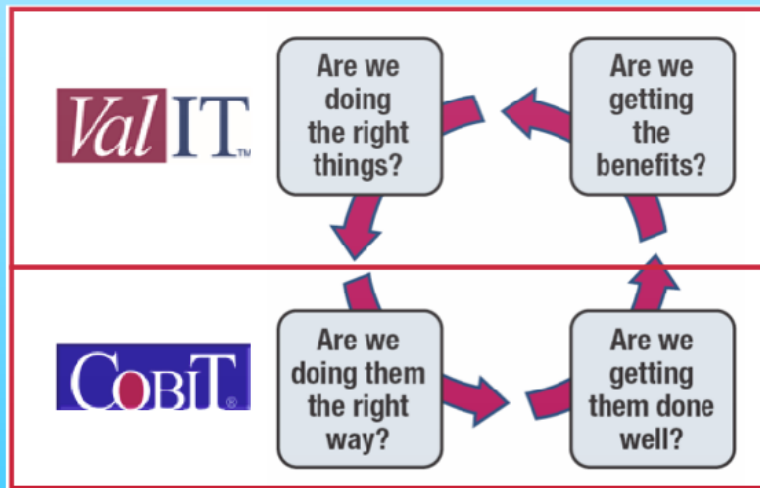 Val IT™
Are we
doing
the right
things?
Are we
getting
the
benefits?
COBIT®
Are we
doing them
the right
way?
Are we
getting
them done
well?